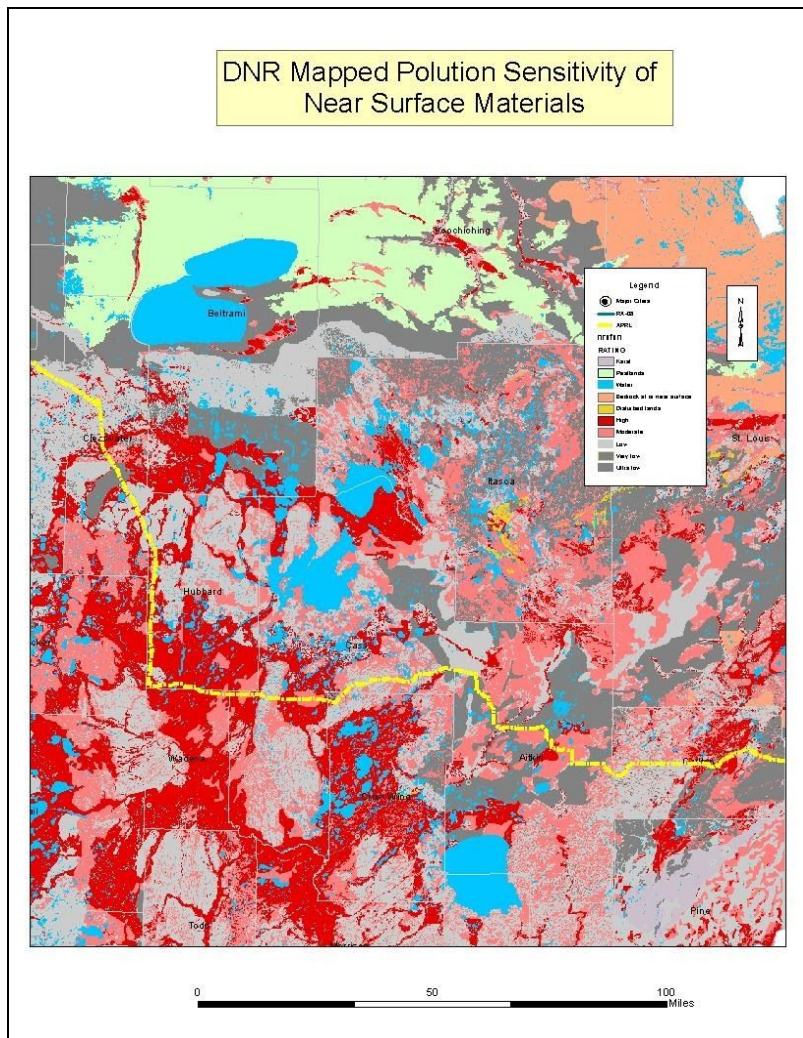 DNR Mapped Polution Sensitivity of
Near Surface Materials
Koochiching
Beltrami
Legend
Major Cities
RA-08
APRL
RATING
Karst
Peatlands
Water
Bedrock at or near surface
Disturbed lands
High
Moderate
Low
Very low
Ultra low
N
Clearwater
St. Louis
Itasca
Hubbard
Cass
Wadena
Aitkin
Crow Wing
Pine
Todd
0
50
100
Miles